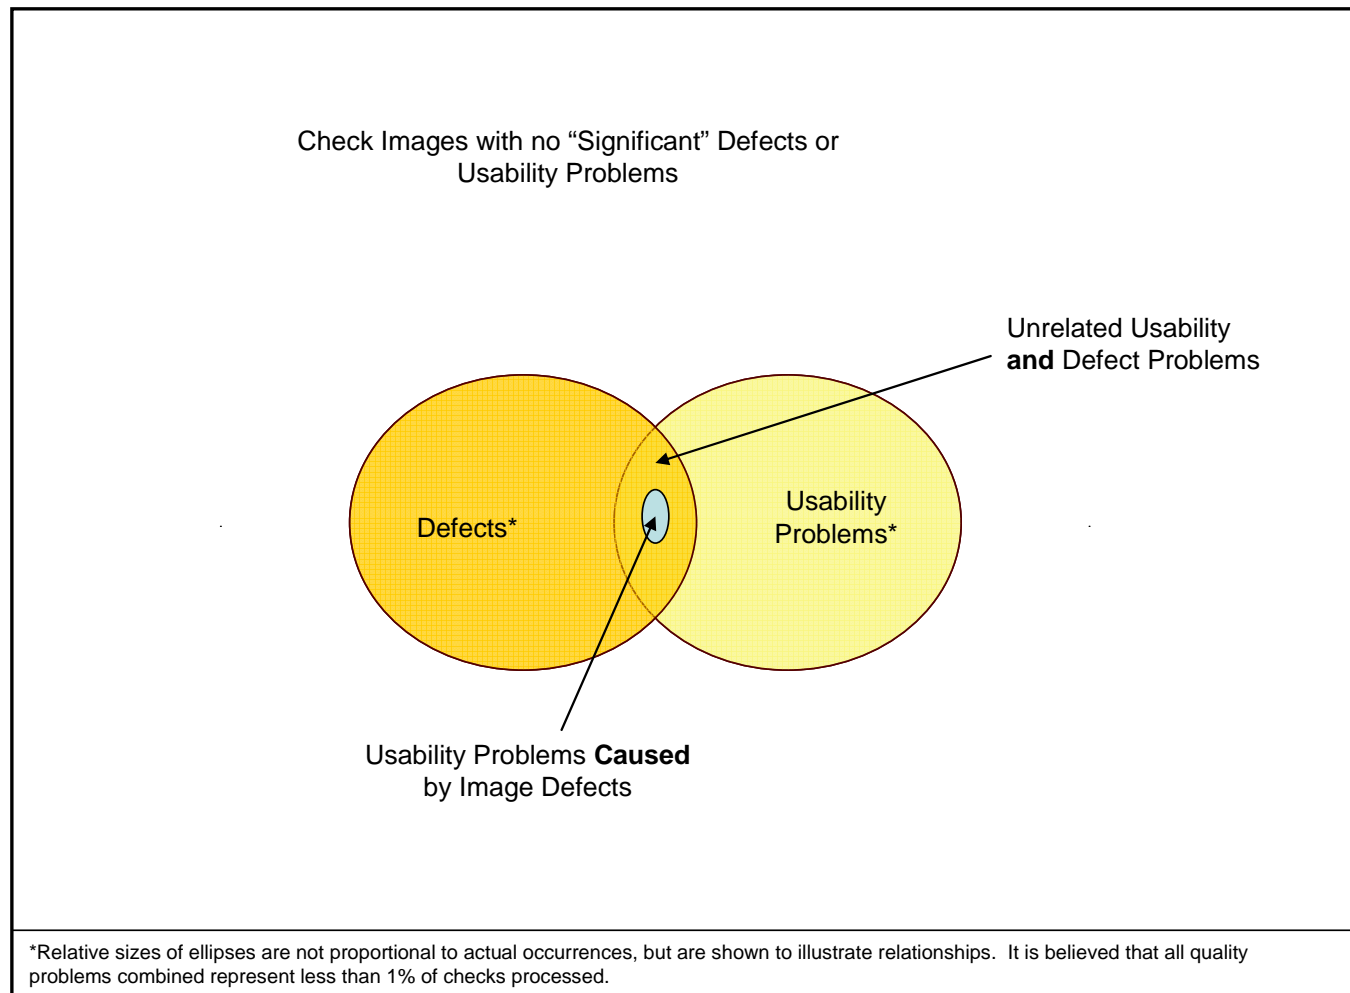 Check Images with no “Significant” Defects or
Usability Problems
Unrelated Usability
and Defect Problems
Defects*
Usability
Problems*
Usability Problems Caused
by Image Defects
*Relative sizes of ellipses are not proportional to actual occurrences, but are shown to illustrate relationships.  It is believed that all quality
problems combined represent less than 1% of checks processed.